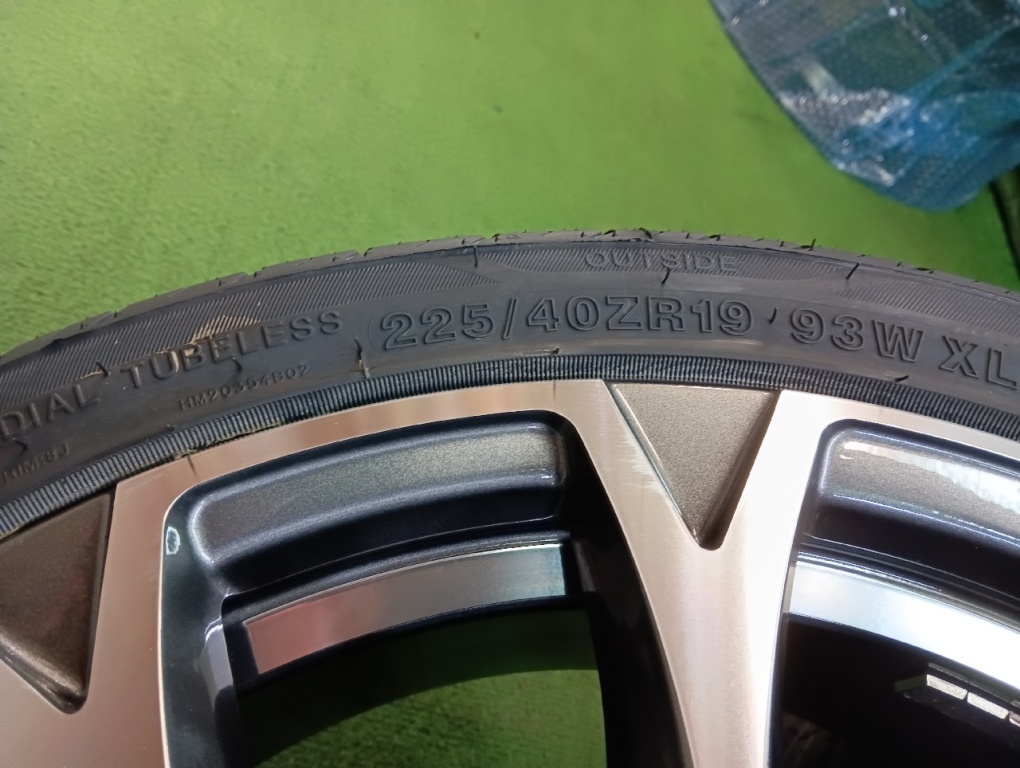 OUTSIDE
DIAL TUBELESS (225/40ZR19 93W XL